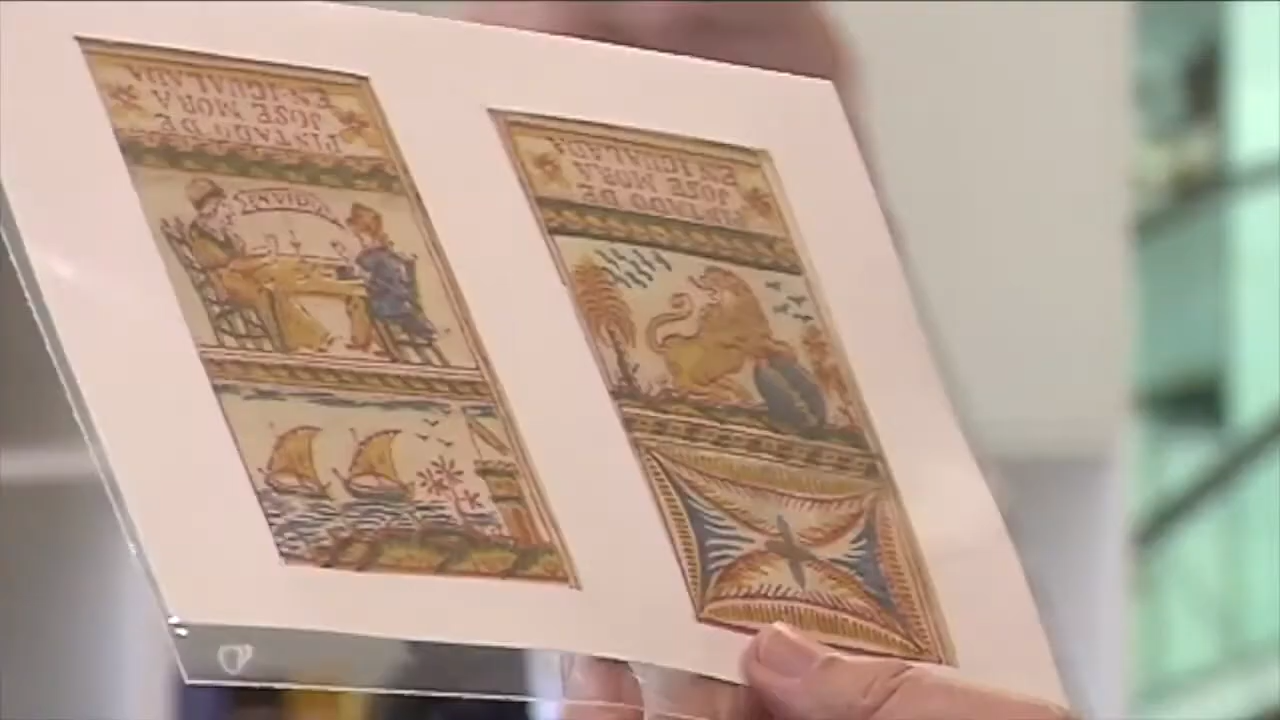 PINTADO DE
JOSE MORA
EN·IGUALADA
PINTADO DE
JOSE MORA
EN·IGUALADA